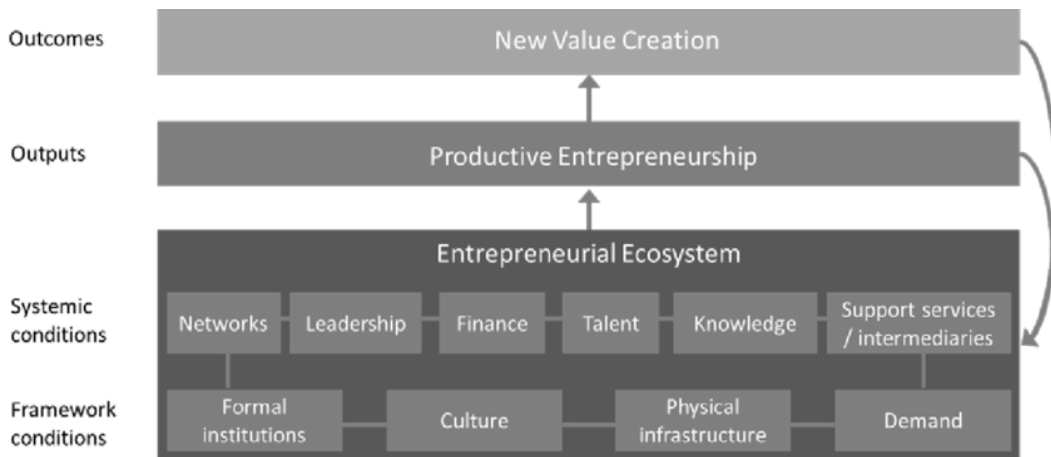 Outcomes
New Value Creation
Outputs
Productive Entrepreneurship
Entrepreneurial Ecosystem
Systemic
conditions
Networks
Leadership
Finance
Talent
Knowledge
Support services
/ intermediaries
Framework
conditions
Formal
institutions
Culture
Physical
infrastructure
Demand